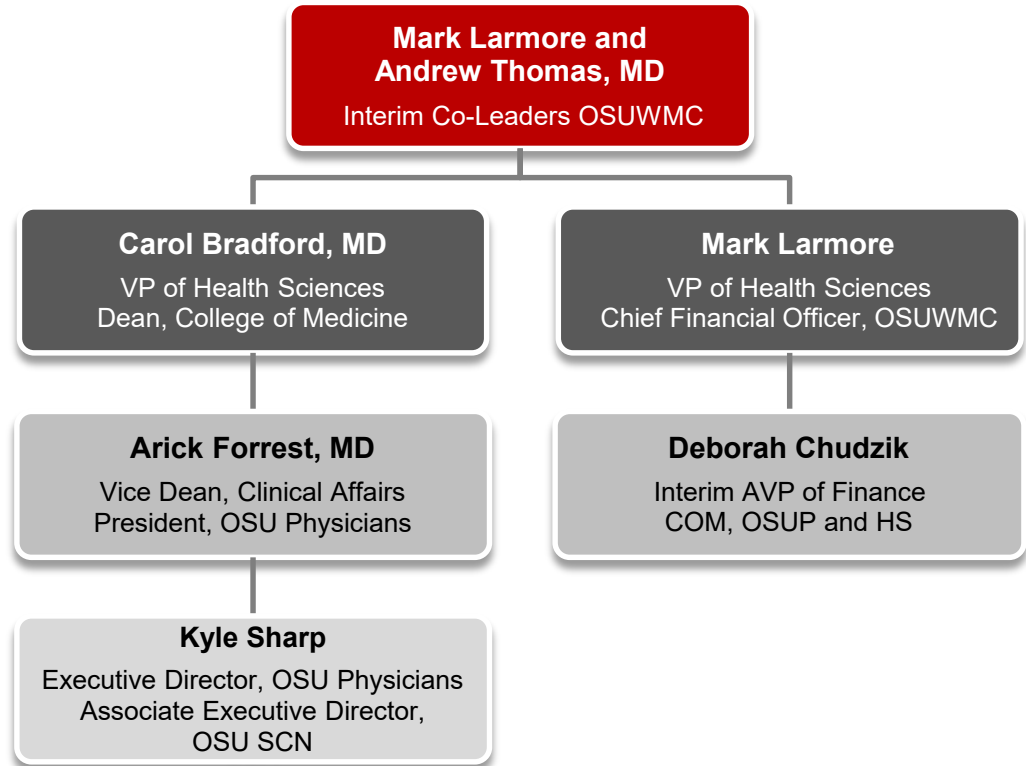 Mark Larmore and
Andrew Thomas, MD
Interim Co-Leaders OSUWMC
Carol Bradford, MD
VP of Health Sciences
Dean, College of Medicine
Mark Larmore
VP of Health Sciences
Chief Financial Officer, OSUWMC
Arick Forrest, MD
Vice Dean, Clinical Affairs
President, OSU Physicians
Deborah Chudzik
Interim AVP of Finance
COM, OSUP and HS
Kyle Sharp
Executive Director, OSU Physicians
Associate Executive Director,
OSU SCN